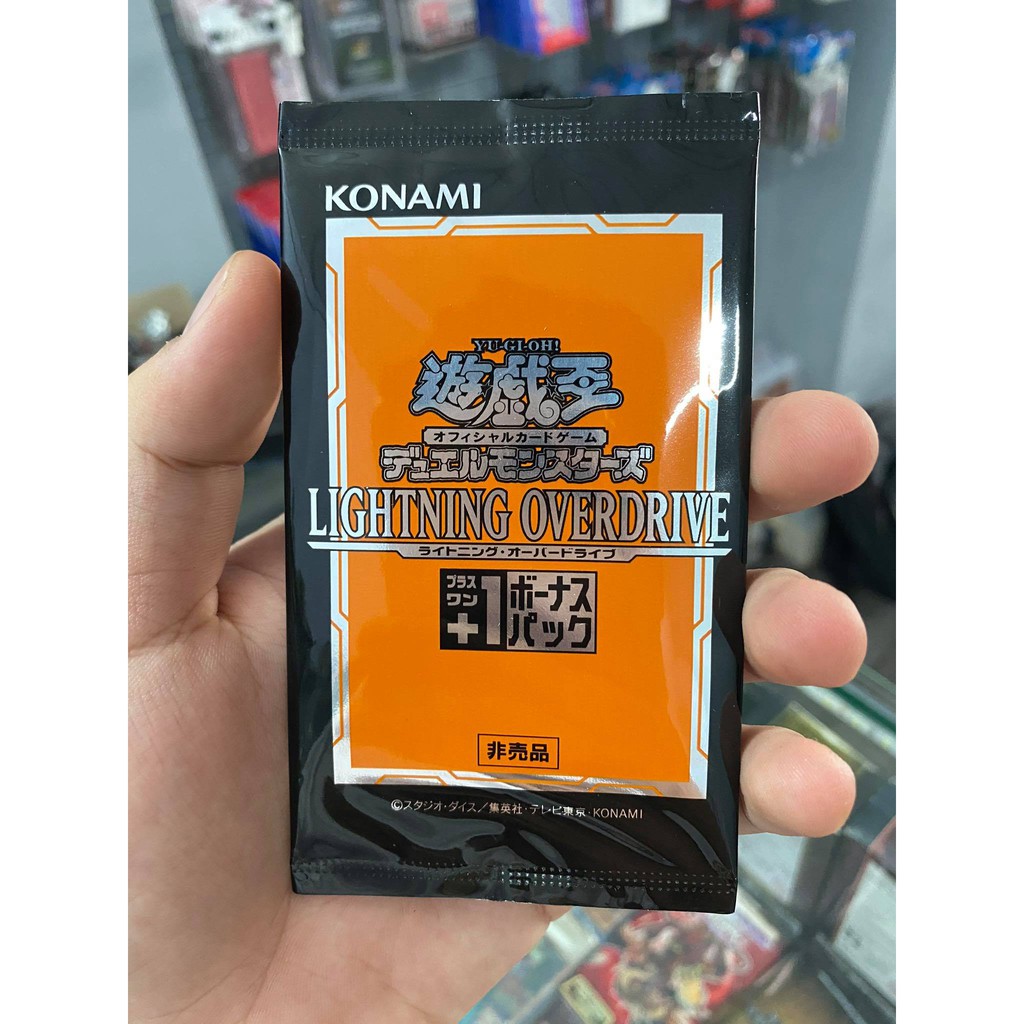 KONAMI
YU-GI-OH!
遊戯王
オフィシャルカードゲーム
デュエルモンスターズ
LIGHTNING OVERDRIVE
ライトニング・オーバードライブ
プラス
ワン
+1
ボーナス
パック
非売品
©スタジオ・ダイス/集英社・テレビ東京・KONAMI